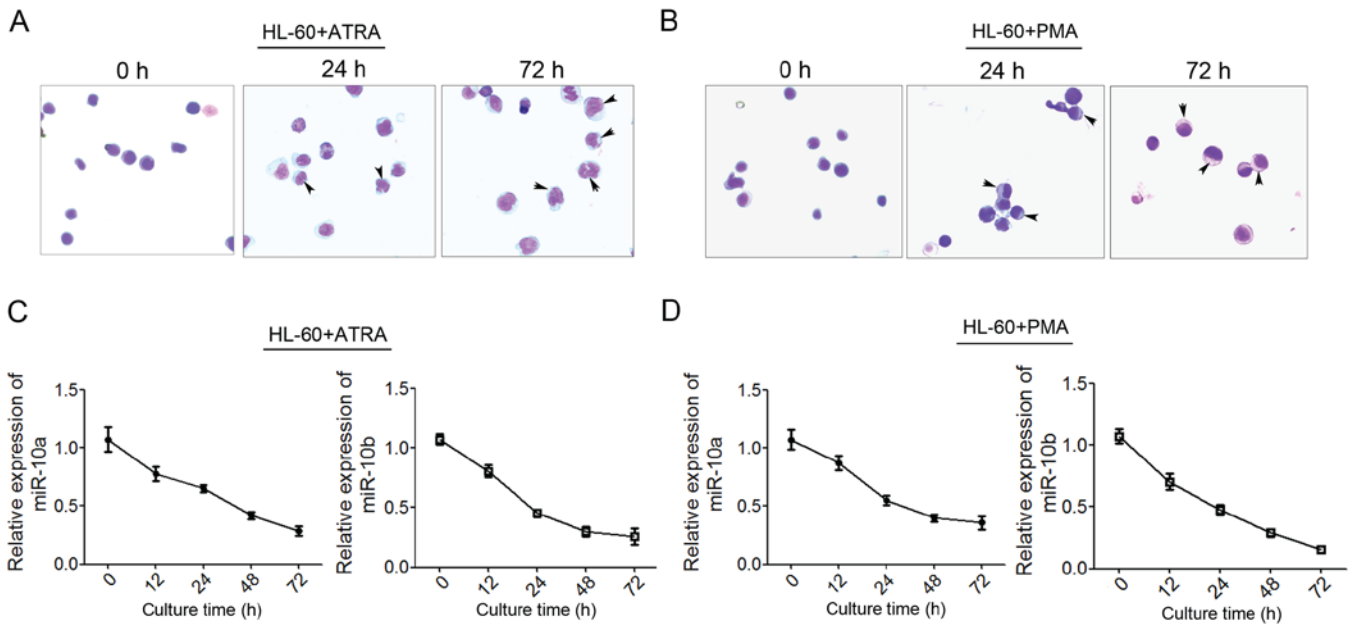 A
HL-60+ATRA
0 h
24 h
72 h
B
HL-60+PMA
0 h
24 h
72 h
C
HL-60+ATRA
Relative expression of
miR-10a
1.5
1.0
0.5
0.0
0
12
24
48
72
Culture time (h)
Relative expression of
miR-10b
1.5
1.0
0.5
0.0
0
12
24
48
72
Culture time (h)
D
HL-60+PMA
Relative expression of
miR-10a
1.5
1.0
0.5
0.0
0
12
24
48
72
Culture time (h)
Relative expression of
miR-10b
1.5
1.0
0.5
0.0
0
12
24
48
72
Culture time (h)